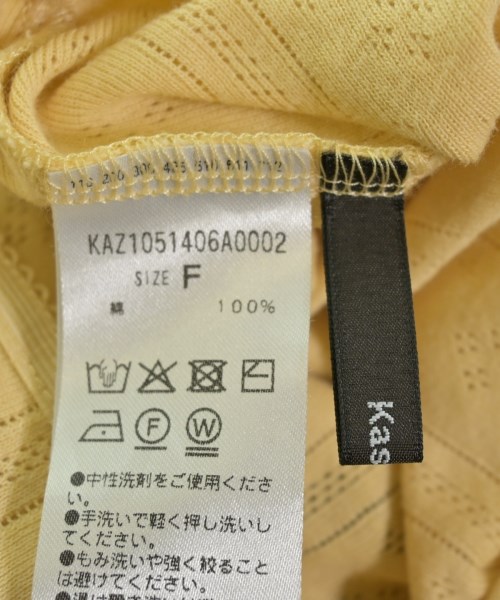 KAZ1051406A0002
SIZE F
綿 100%
F W
●中性洗剤をご使用くださ
い。
●手洗いで軽く押し洗いし
てください。
●もみ洗いや強く絞ること
は避けてください。
Kas